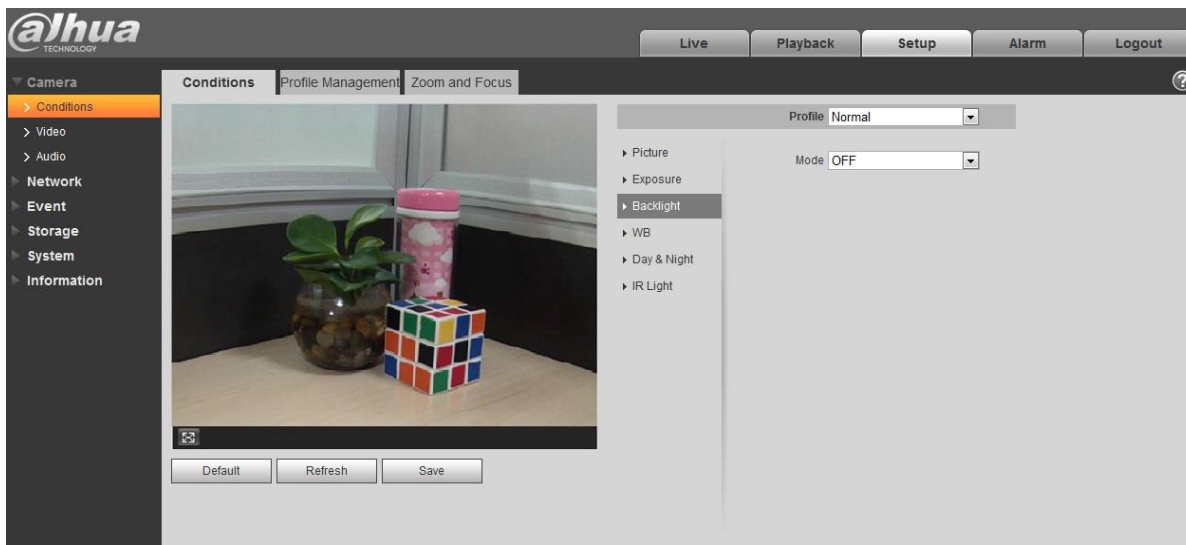 alhua
TECHNOLOGY
Live Playback Setup Alarm Logout
Camera
Conditions
Video
Audio
Network
Event
Storage
System
Information
Conditions Profile Management Zoom and Focus
?
Default Refresh Save
Profile Normal
Picture
Exposure
Backlight
WB
Day & Night
IR Light
Mode OFF